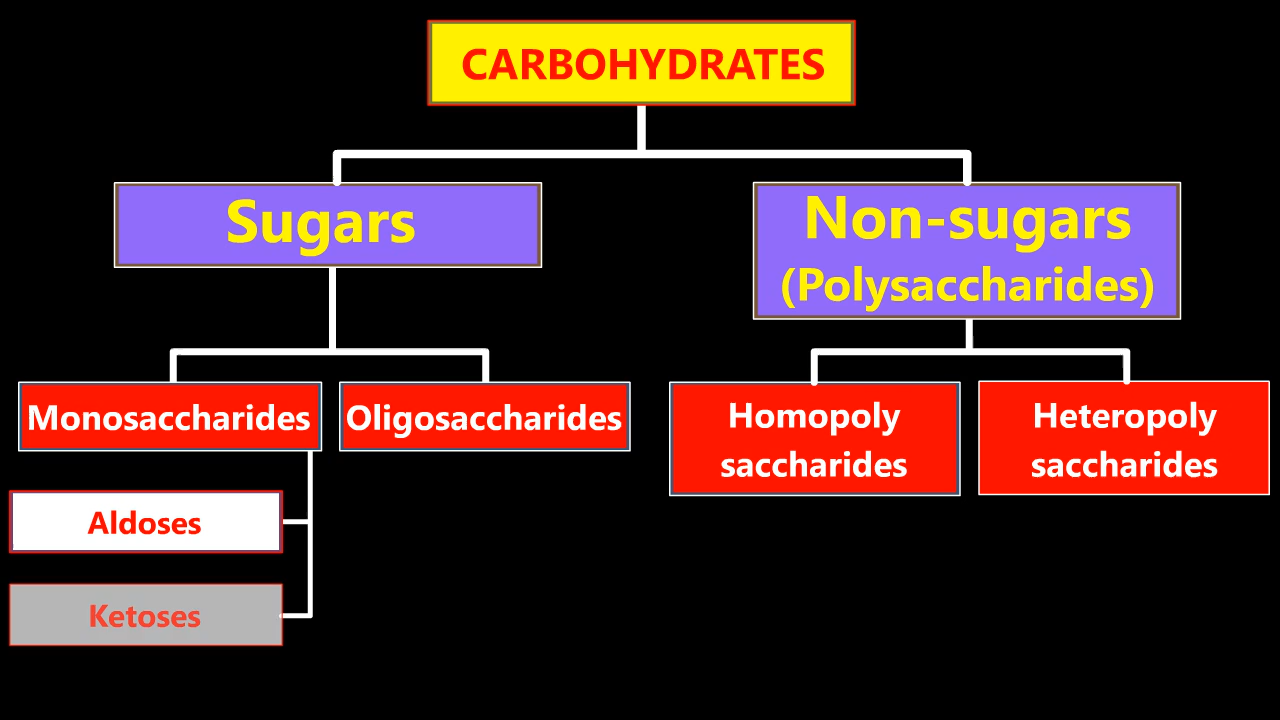 CARBOHYDRATES
Sugars
Non-sugars
(Polysaccharides)
Monosaccharides
Oligosaccharides
Homopoly
saccharides
Heteropoly
saccharides
Aldoses
Ketoses